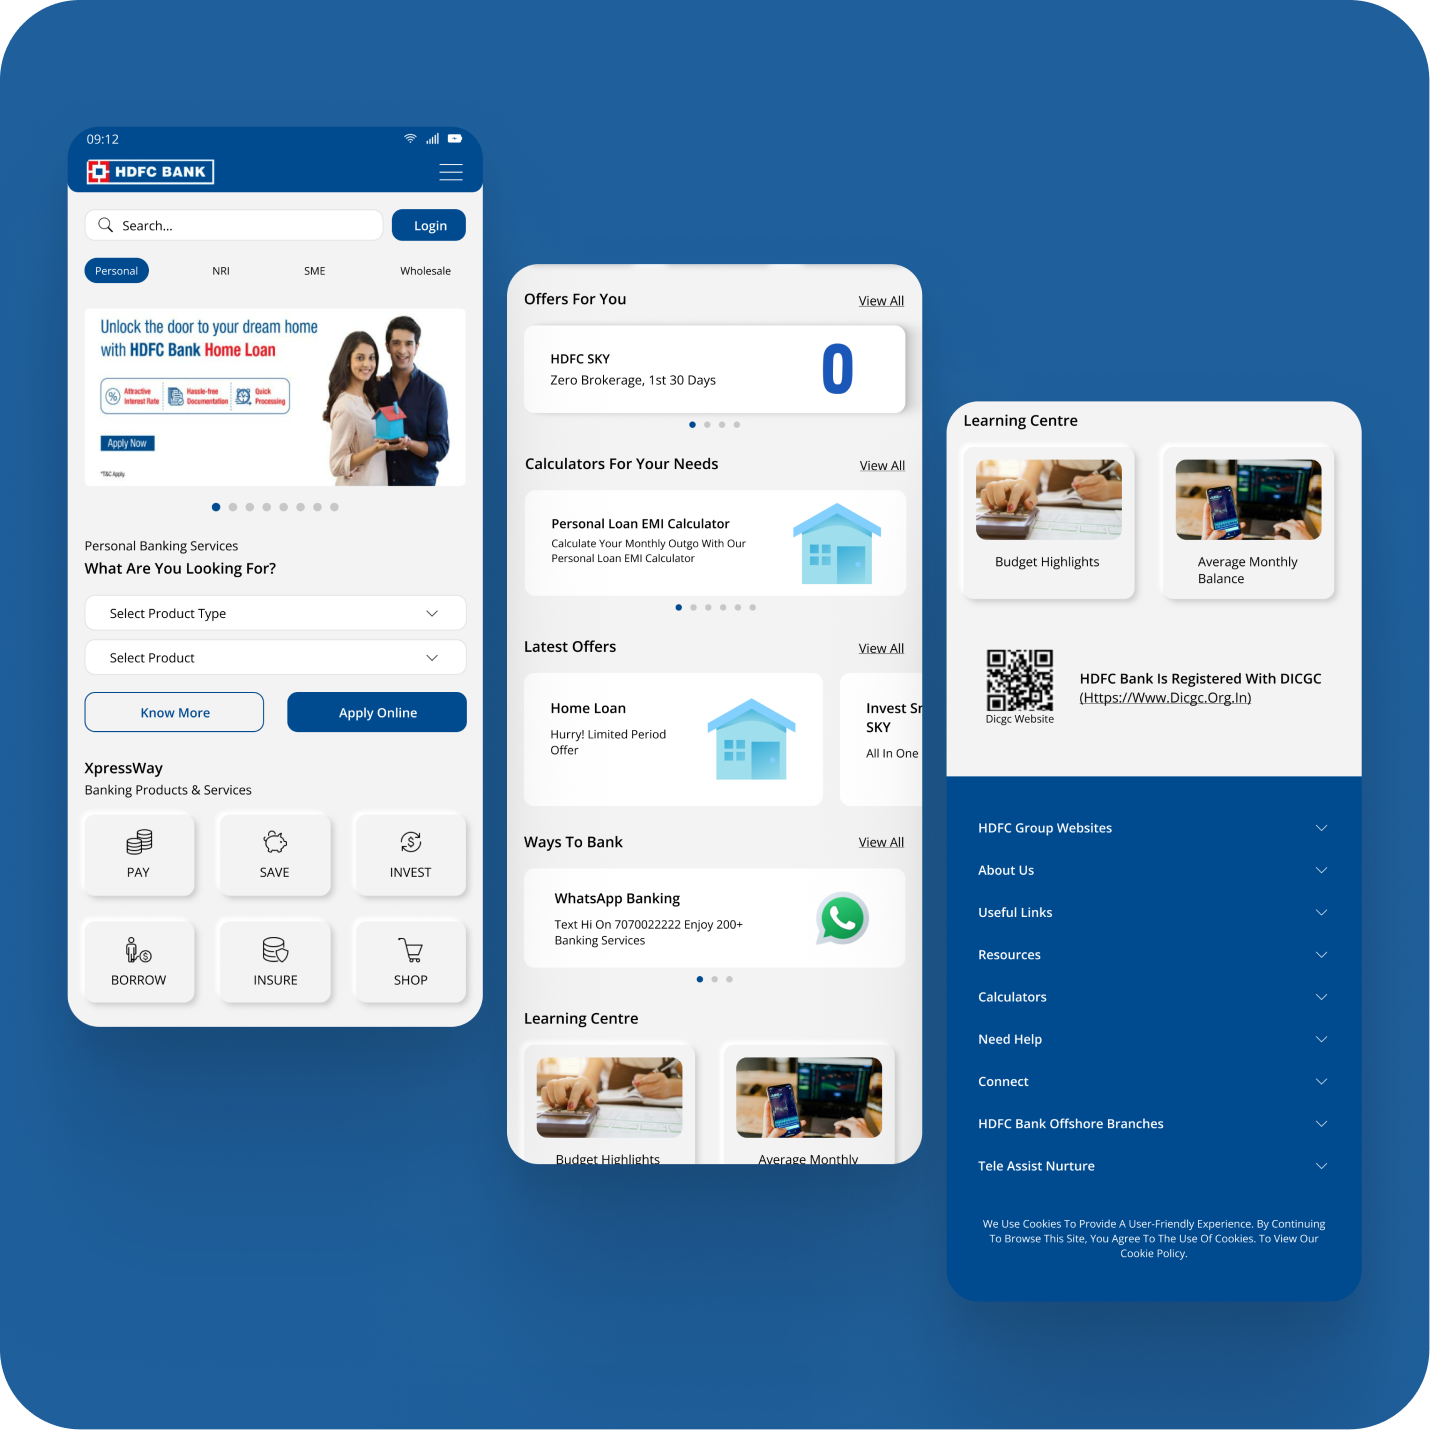 09:12
HDFC BANK
Search...
Login
Personal
NRI
SME
Wholesale
Unlock the door to your dream home
with HDFC Bank Home Loan
Attractive
Interest Rate
Hassle-free
Documentation
Quick
Processing
Apply Now
*T&C Apply.
Personal Banking Services
What Are You Looking For?
Select Product Type
Select Product
Know More
Apply Online
XpressWay
Banking Products & Services
PAY
SAVE
INVEST
BORROW
INSURE
SHOP
Offers For You
View All
HDFC SKY
Zero Brokerage, 1st 30 Days
0
Calculators For Your Needs
View All
Personal Loan EMI Calculator
Calculate Your Monthly Outgo With Our
Personal Loan EMI Calculator
Latest Offers
View All
Home Loan
Hurry! Limited Period
Offer
Invest Sr
SKY
All In One
Ways To Bank
View All
WhatsApp Banking
Text Hi On 7070022222 Enjoy 200+
Banking Services
Learning Centre
Budget Highlights
Average Monthly
Learning Centre
Budget Highlights
Average Monthly
Balance
Dicgc Website
HDFC Bank Is Registered With DICGC
(Https://Www.Dicgc.Org.In)
HDFC Group Websites
About Us
Useful Links
Resources
Calculators
Need Help
Connect
HDFC Bank Offshore Branches
Tele Assist Nurture
We Use Cookies To Provide A User-Friendly Experience. By Continuing
To Browse This Site, You Agree To The Use Of Cookies. To View Our
Cookie Policy.